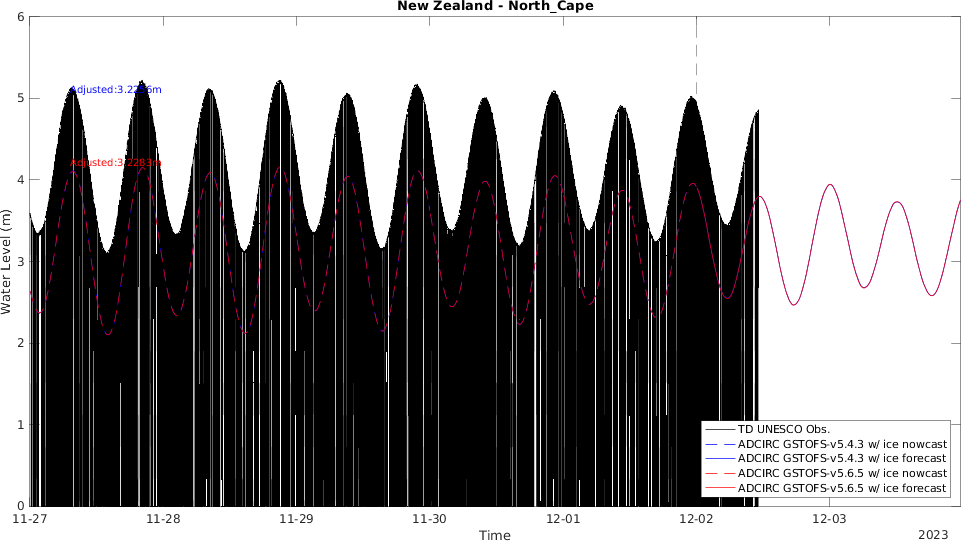 New Zealand - North_Cape
6
5
4
3
2
1
0
Water Level (m)
Adjusted:3.2256m
Adjusted:3.2283m
TD UNESCO Obs.
ADCIRC GSTOFS-v5.4.3 w/ ice nowcast
ADCIRC GSTOFS-v5.4.3 w/ ice forecast
ADCIRC GSTOFS-v5.6.5 w/ ice nowcast
ADCIRC GSTOFS-v5.6.5 w/ ice forecast
11-27 11-28 11-29 11-30 12-01 12-02 12-03
Time
2023